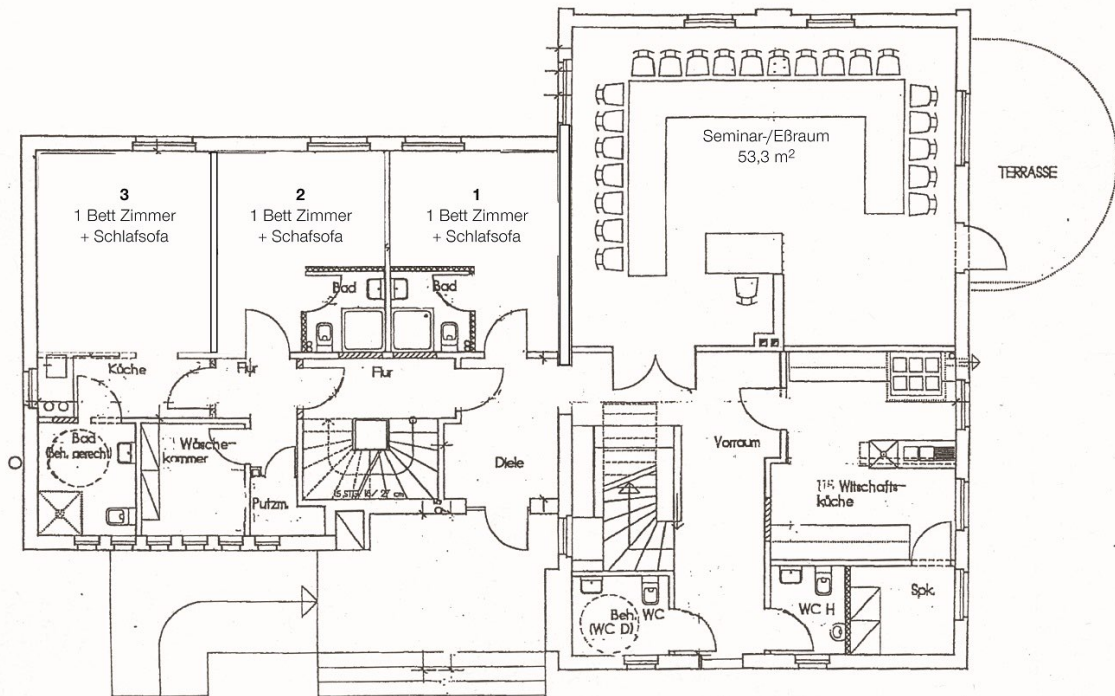 Seminar-/Eßraum
53,3 m²
TERRASSE
3
1 Bett Zimmer
+ Schlafsofa
2
1 Bett Zimmer
+ Schafsofa
1
1 Bett Zimmer
+ Schlafsofa
Bad
Bad
Küche
Flur
Flur
Bad
(Beh. gerecht)
Wäsche-
kammer
Putzm.
Diele
Vorraum
Witschafts-
küche
Beh. WC
(WC D)
WC H
Spk.